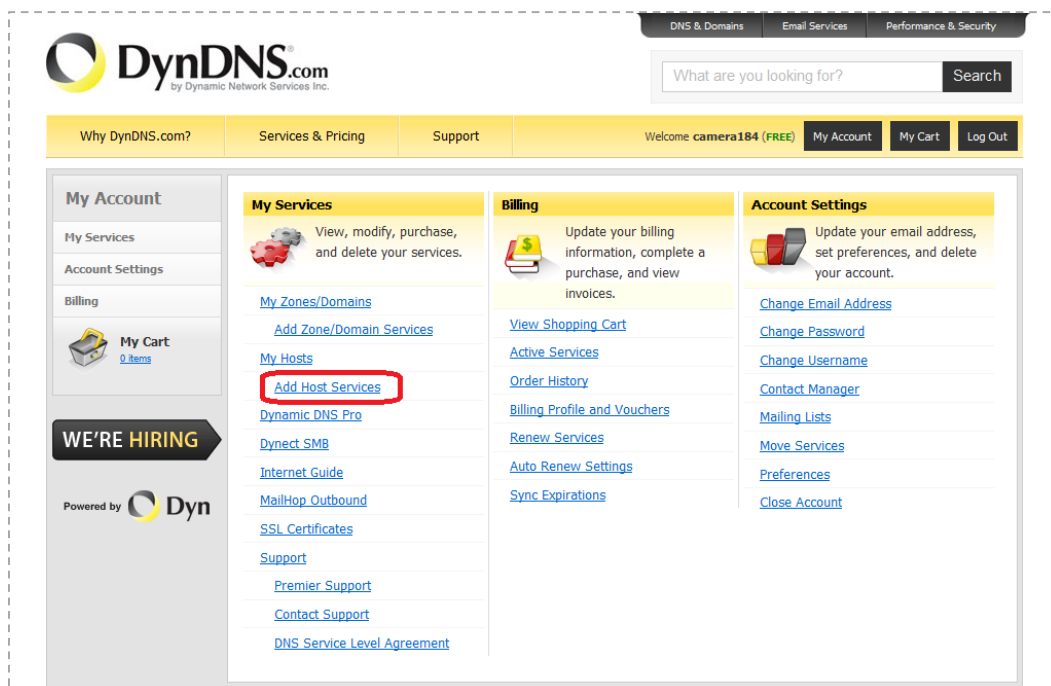 DNS & Domains
Email Services
Performance & Security
DynDNS.com
by Dynamic Network Services Inc.
What are you looking for?
Search
Why DynDNS.com?
Services & Pricing
Support
Welcome camera184 (FREE)
My Account
My Cart
Log Out
My Account
My Services
Account Settings
Billing
My Cart
0 items
WE'RE HIRING
Powered by Dyn
My Services
View, modify, purchase,
and delete your services.
My Zones/Domains
Add Zone/Domain Services
My Hosts
Add Host Services
Dynamic DNS Pro
Dynect SMB
Internet Guide
MailHop Outbound
SSL Certificates
Support
Premier Support
Contact Support
DNS Service Level Agreement
Billing
Update your billing
information, complete a
purchase, and view
invoices.
View Shopping Cart
Active Services
Order History
Billing Profile and Vouchers
Renew Services
Auto Renew Settings
Sync Expirations
Account Settings
Update your email address,
set preferences, and delete
your account.
Change Email Address
Change Password
Change Username
Contact Manager
Mailing Lists
Move Services
Preferences
Close Account